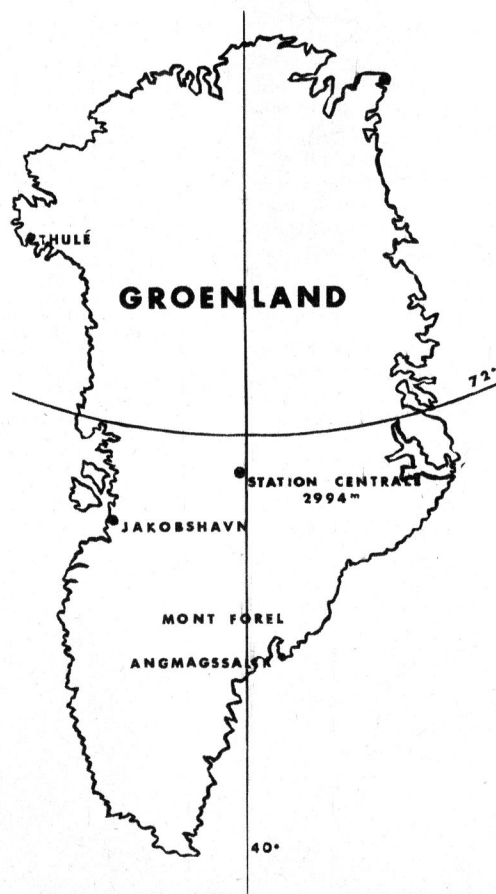 THULÉ
GROENLAND
72°
STATION CENTRALE
2994m
JAKOBSHAVN
MONT FOREL
ANGMAGSSALIK
40°